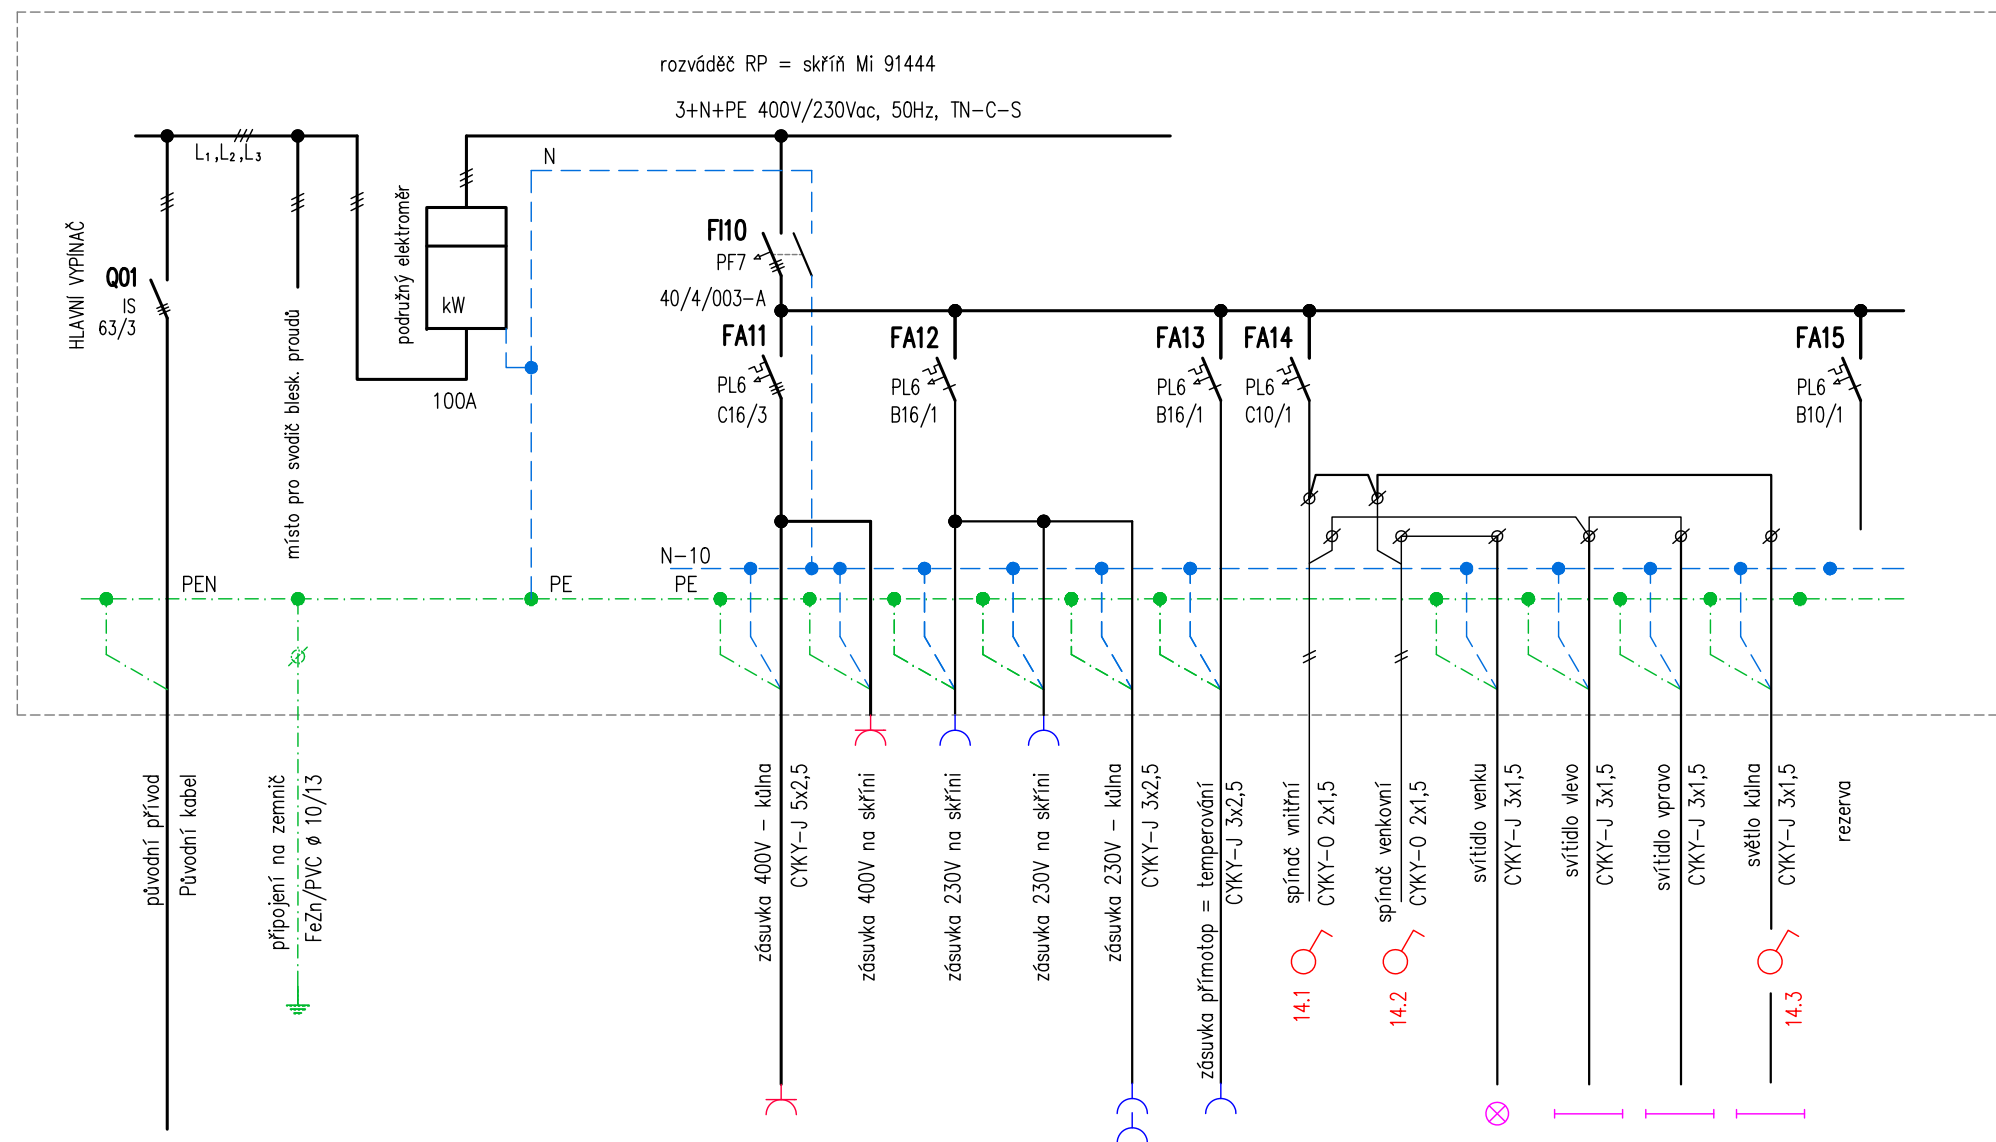 rozváděč RP = skříň Mi 91444
3+N+PE 400V/230Vac, 50Hz, TN-C-S
L₁,L₂,L₃
N
HLAVNÍ VYPÍNAČ
Q01
IS
63/3
místo pro svodič blesk. proudů
podružný elektroměr
kW
100A
FI10
PF7
40/4/003-A
FA11
PL6
C16/3
FA12
PL6
B16/1
FA13
PL6
B16/1
FA14
PL6
C10/1
FA15
PL6
B10/1
N-10
PEN
PE
PE
původní přívod
Původní kabel
připojení na zemnič
FeZn/PVC ø 10/13
zásuvka 400V - kůlna
CYKY-J 5x2,5
zásuvka 400V na skříni
zásuvka 230V na skříni
zásuvka 230V na skříni
zásuvka 230V - kůlna
CYKY-J 3x2,5
zásuvka přímotop = temperování
CYKY-J 3x2,5
spínač vnitřní
CYKY-O 2x1,5
spínač venkovní
CYKY-O 2x1,5
svítidlo venku
CYKY-J 3x1,5
svítidlo vlevo
CYKY-J 3x1,5
svítidlo vpravo
CYKY-J 3x1,5
světlo kůlna
CYKY-J 3x1,5
rezerva
14.1
14.2
14.3